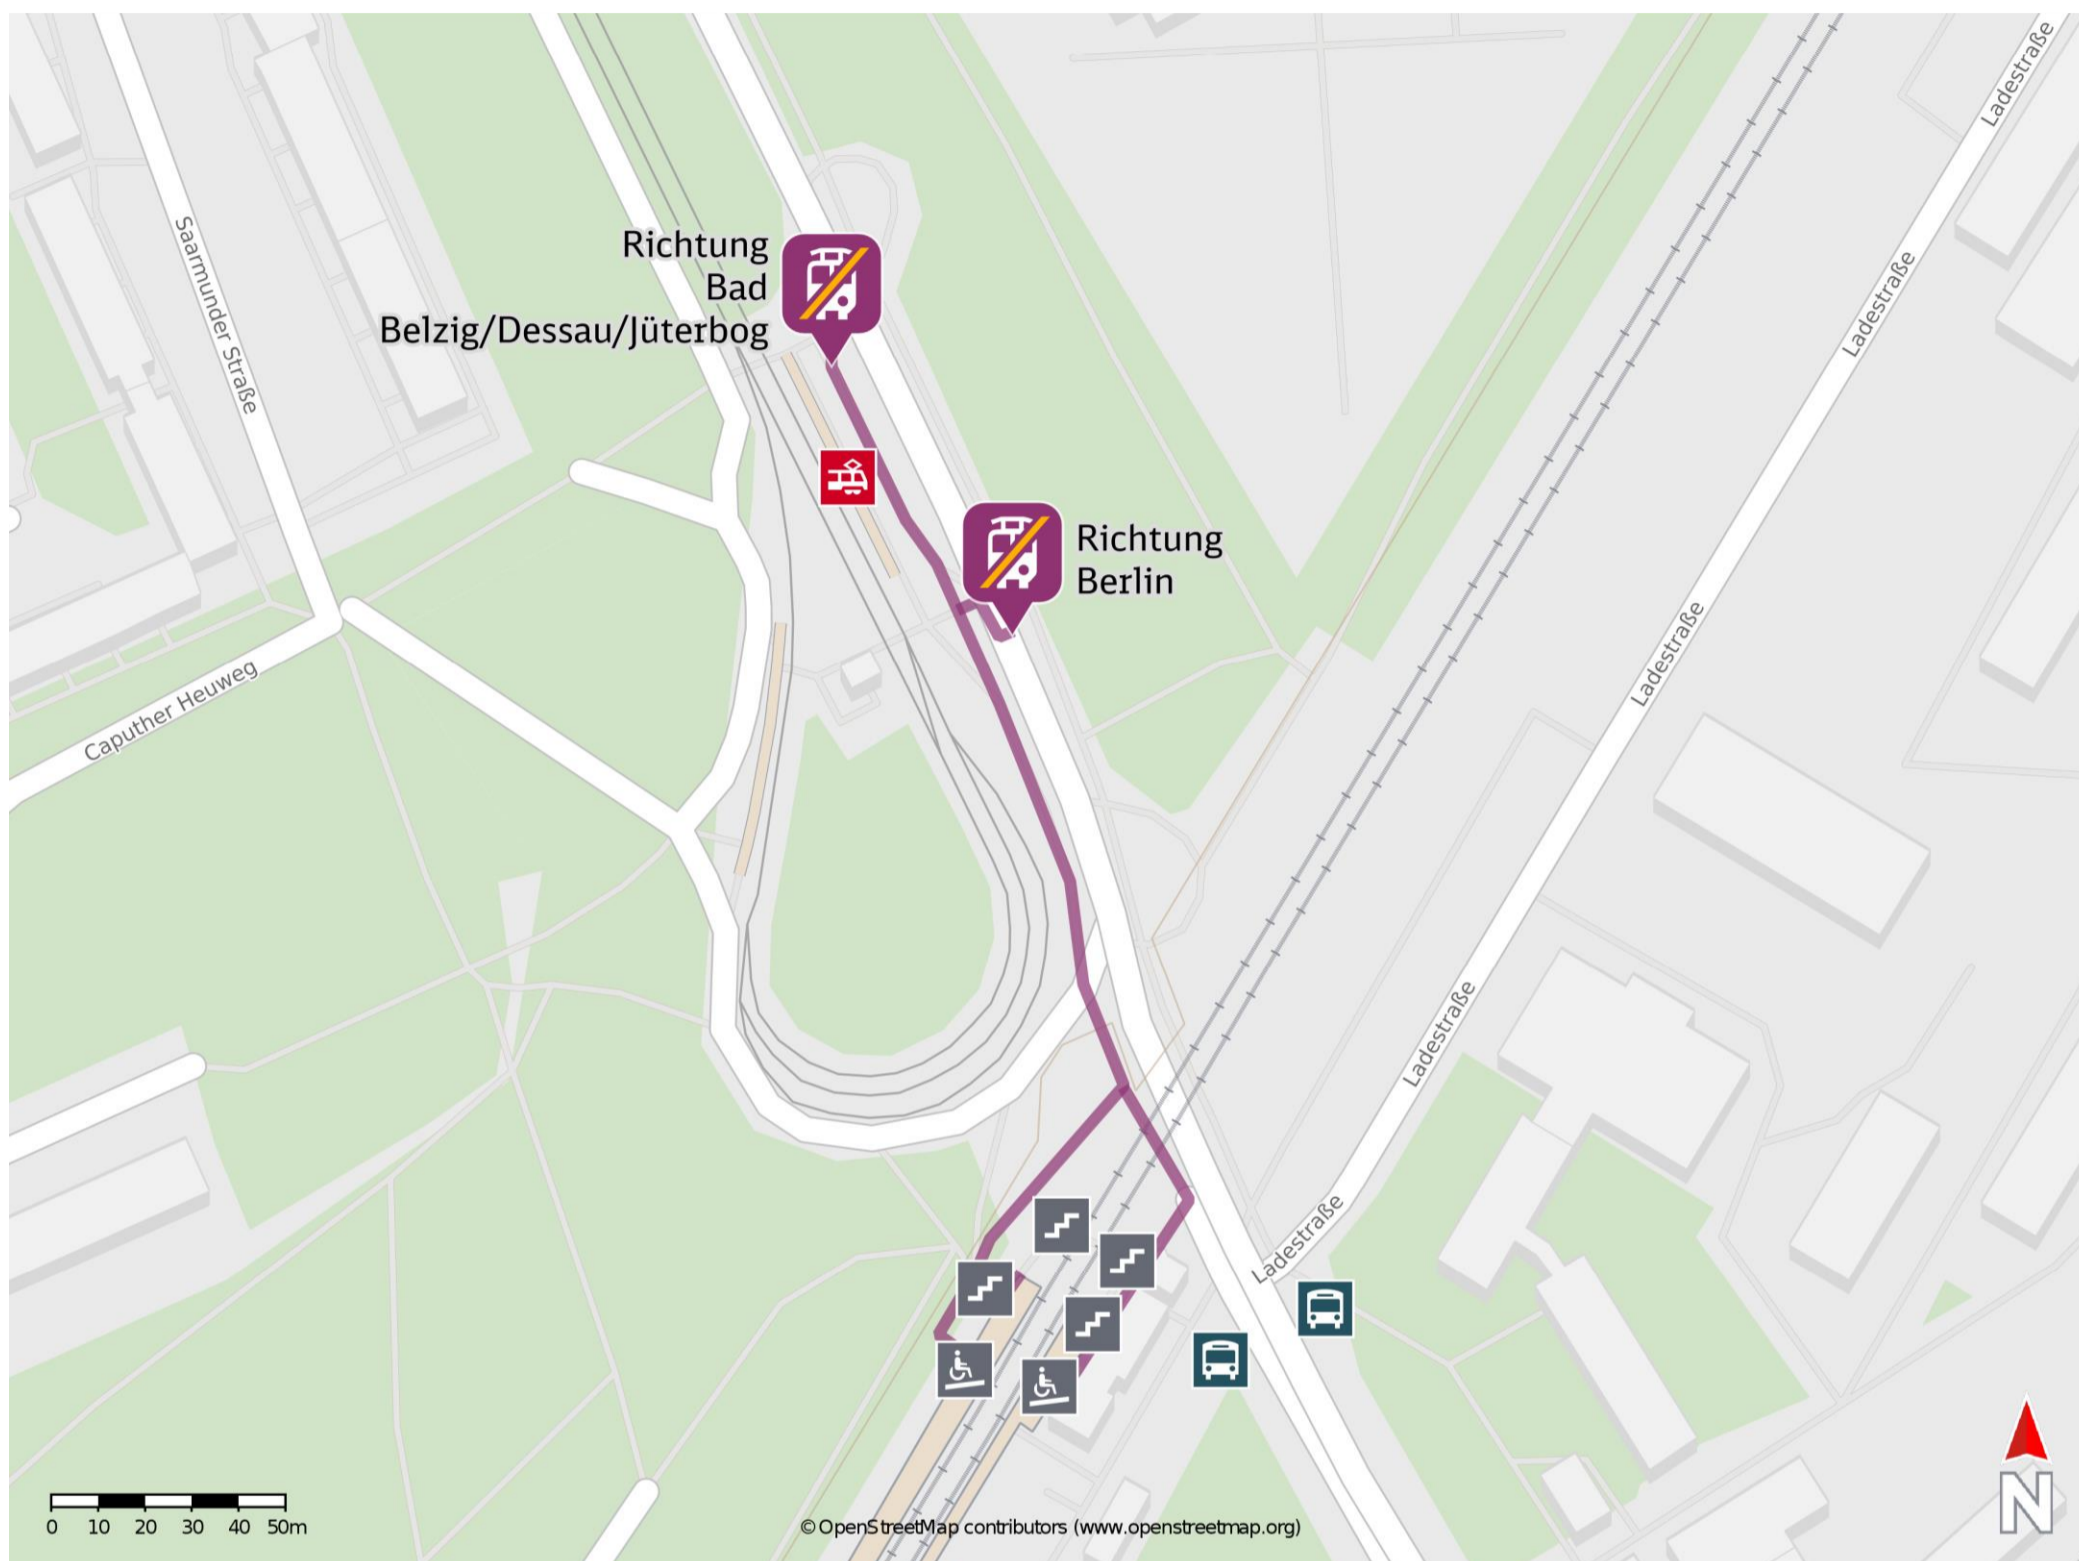 Ladestraße
Richtung
Bad
Belzig/Dessau/Jüterbog
Saarmunder Straße
Ladestraße
Richtung
Berlin
Ladestraße
Caputher Heuweg
Ladestraße
Ladestraße
N
0 10 20 30 40 50m
© OpenStreetMap contributors (www.openstreetmap.org)